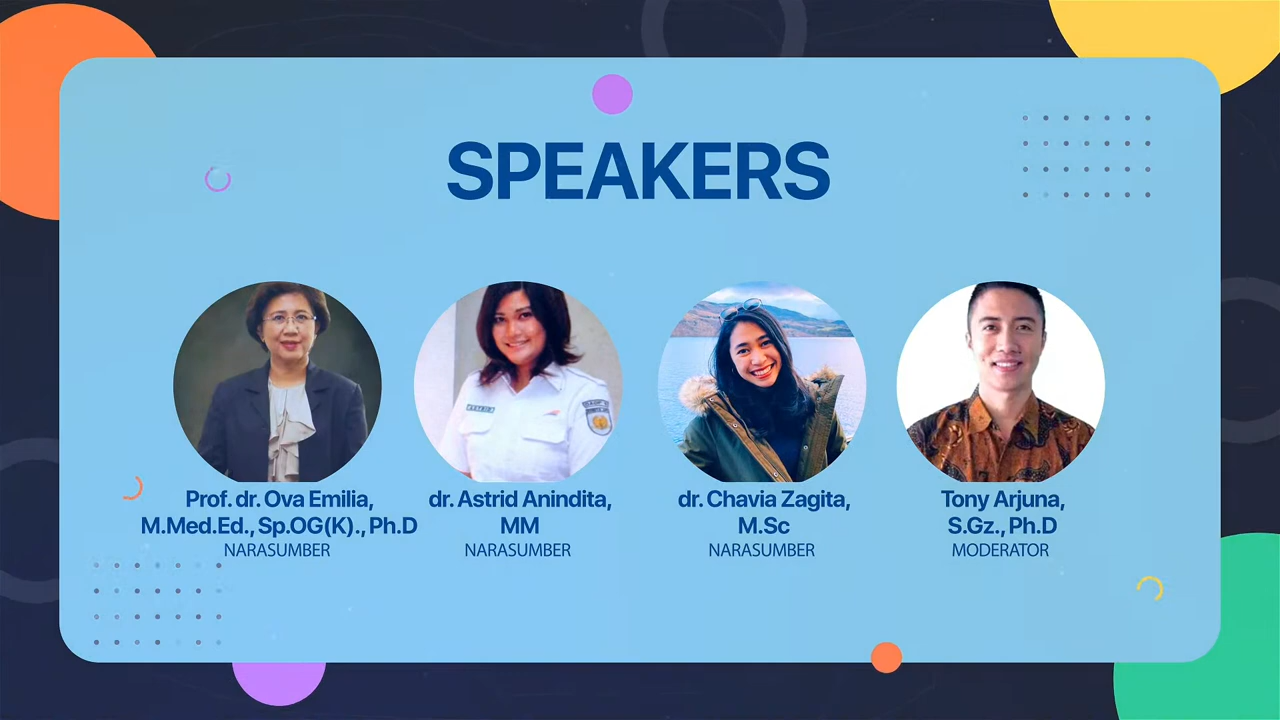 SPEAKERS
Prof. dr. Ova Emilia,
M.Med.Ed., Sp.OG(K)., Ph.D
NARASUMBER
dr. Astrid Anindita,
MM
NARASUMBER
dr. Chavia Zagita,
M.Sc
NARASUMBER
Tony Arjuna,
S.Gz., Ph.D
MODERATOR